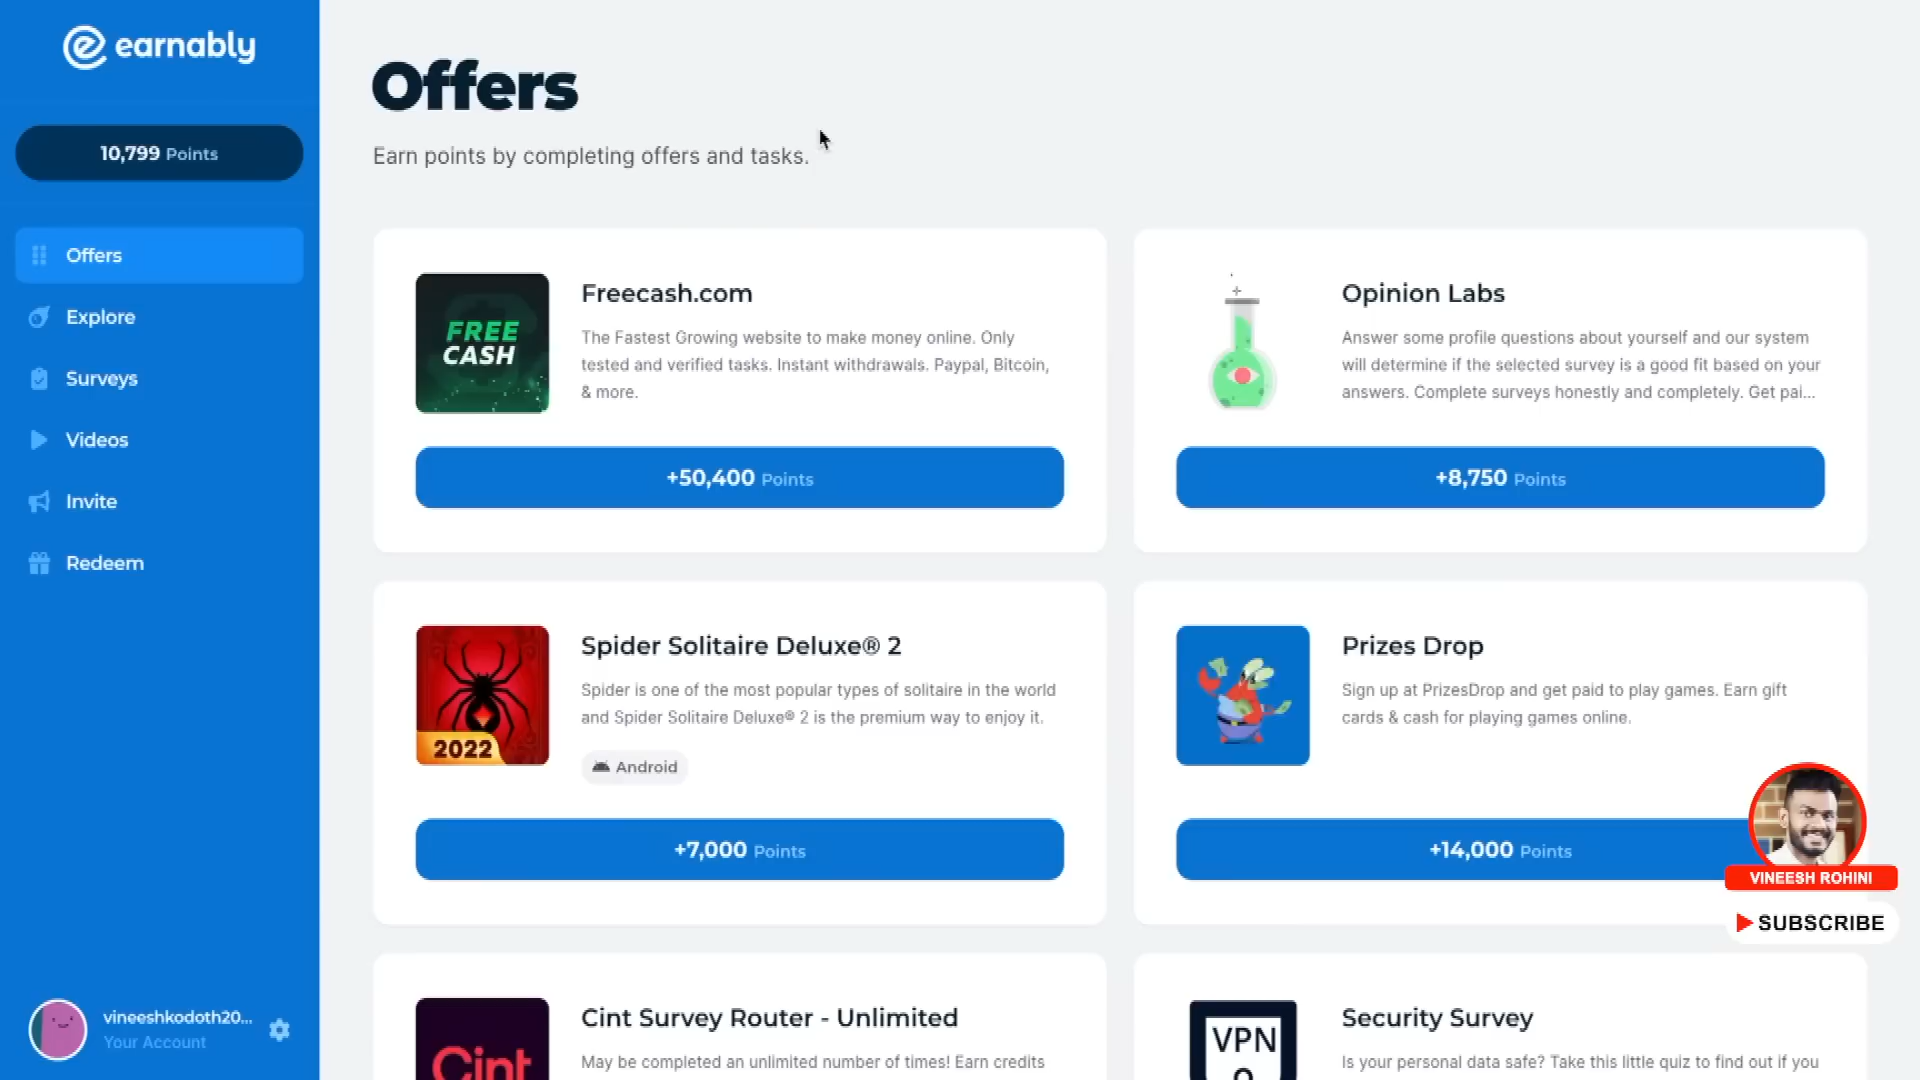 earnably
10,799 Points
Offers
Explore
Surveys
Videos
Invite
Redeem
vineeshkodoth20...
Your Account
Offers
Earn points by completing offers and tasks.
FREE
CASH
Freecash.com
The Fastest Growing website to make money online. Only
tested and verified tasks. Instant withdrawals. Paypal, Bitcoin,
& more.
+50,400 Points
Opinion Labs
Answer some profile questions about yourself and our system
will determine if the selected survey is a good fit based on your
answers. Complete surveys honestly and completely. Get pai...
+8,750 Points
2022
Spider Solitaire Deluxe® 2
Spider is one of the most popular types of solitaire in the world
and Spider Solitaire Deluxe® 2 is the premium way to enjoy it.
Android
+7,000 Points
Prizes Drop
Sign up at PrizesDrop and get paid to play games. Earn gift
cards & cash for playing games online.
+14,000 Points
VINEESH ROHINI
SUBSCRIBE
Cint
Cint Survey Router - Unlimited
May be completed an unlimited number of times! Earn credits
VPN
Security Survey
Is your personal data safe? Take this little quiz to find out if you